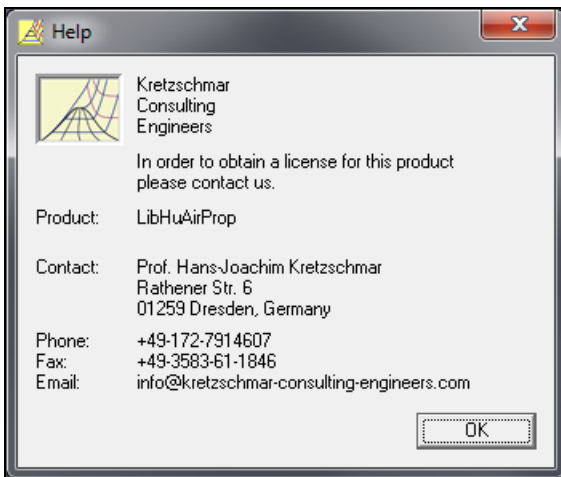 Help
Kretzschmar
Consulting
Engineers
In order to obtain a license for this product
please contact us.
Product: LibHuAirProp
Contact: Prof. Hans-Joachim Kretzschmar
Rathener Str. 6
01259 Dresden, Germany
Phone: +49-172-7914607
Fax: +49-3583-61-1846
Email: info@kretzschmar-consulting-engineers.com
OK